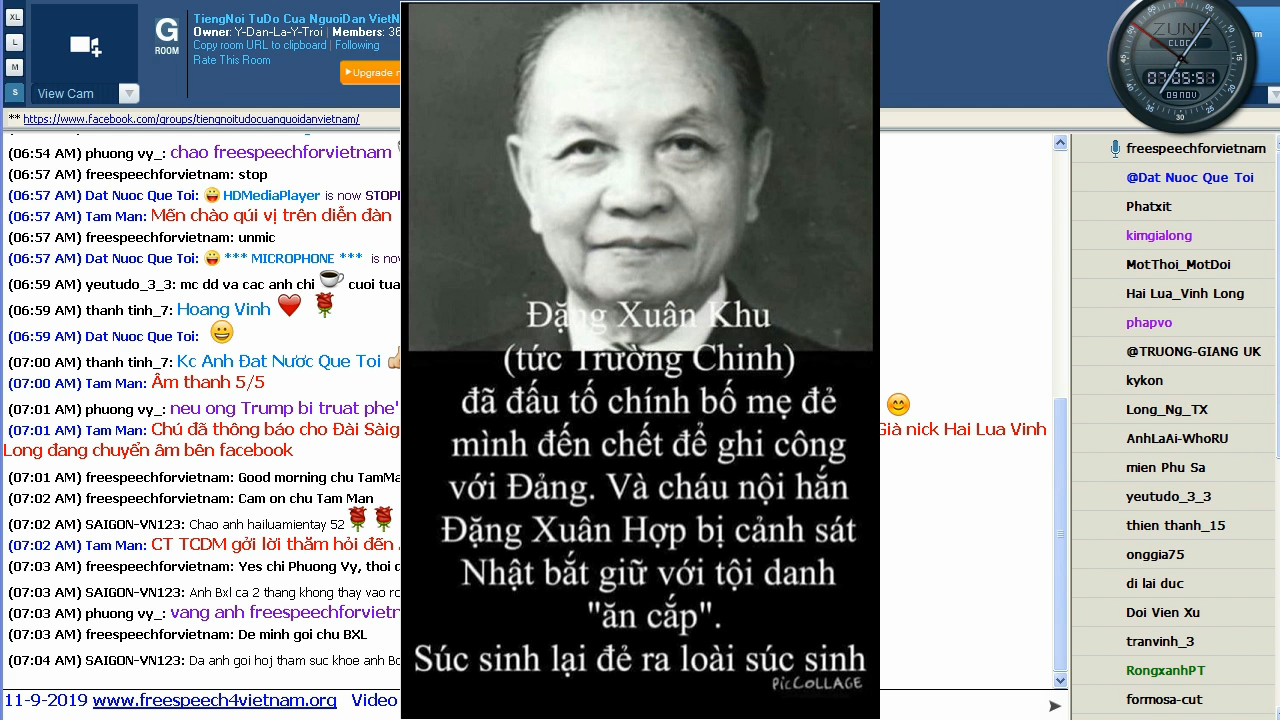 XL
L
M
S
View Cam
G
ROOM
TiengNoi TuDo Cua NguoiDan VietN
Owner: Y-Dan-La-Y-Troi | Members: 36
Copy room URL to clipboard | Following
Rate This Room
Upgrade n
ZUNE
CLOCK
07:05:51
09 NOV
** https://www.facebook.com/groups/tiengnoitudocuanguoidanvietnam/
(06:54 AM) phuong vy_: chao freespeechforvietnam
(06:57 AM) freespeechforvietnam: stop
(06:57 AM) Dat Nuoc Que Toi: HDMediaPlayer is now STOPI
(06:57 AM) Tam Man: Mến chào qúi vị trên diễn đàn
(06:57 AM) freespeechforvietnam: unmic
(06:57 AM) Dat Nuoc Que Toi: *** MICROPHONE *** is nov
(06:59 AM) yeutudo_3_3: mc dd va cac anh chi cuoi tua
(06:59 AM) thanh tinh_7: Hoang Vinh
(06:59 AM) Dat Nuoc Que Toi:
(07:00 AM) thanh tinh_7: Kc Anh Đat Nươc Que Toi
(07:00 AM) Tam Man: Âm thanh 5/5
(07:01 AM) phuong vy_: neu ong Trump bi truat phe'
(07:01 AM) Tam Man: Chú đã thông báo cho Đài Sàig Già nick Hai Lua Vinh
Long đang chuyển âm bên facebook
(07:01 AM) freespeechforvietnam: Good morning chu TamMa
(07:02 AM) freespeechforvietnam: Cam on chu Tam Man
(07:02 AM) SAIGON-VN123: Chao anh hailuamientay 52
(07:02 AM) Tam Man: CT TCDM gởi lời thăm hỏi đến
(07:03 AM) freespeechforvietnam: Yes chi Phuong Vy, thoi d
(07:03 AM) SAIGON-VN123: Anh Bxl ca 2 thang khong thay vao ro
(07:03 AM) phuong vy_: vang anh freespeechforvietn
(07:03 AM) freespeechforvietnam: De minh goi chu BXL
(07:04 AM) SAIGON-VN123: Da anh goi hoj tham suc khoe anh Bo
11-9-2019 www.freespeech4vietnam.org Video
Đặng Xuân Khu
(tức Trường Chinh)
đã đấu tố chính bố mẹ đẻ
mình đến chết để ghi công
với Đảng. Và cháu nội hắn
Đặng Xuân Hợp bị cảnh sát
Nhật bắt giữ với tội danh
"ăn cắp".
Súc sinh lại đẻ ra loài súc sinh
PicCOLLAGE
freespeechforvietnam
@Dat Nuoc Que Toi
Phatxit
kimgialong
MotThoi_MotDoi
Hai Lua_Vinh Long
phapvo
@TRUONG-GIANG UK
kykon
Long_Ng_TX
AnhLaAi-WhoRU
mien Phu Sa
yeutudo_3_3
thien thanh_15
onggia75
di lai duc
Doi Vien Xu
tranvinh_3
RongxanhPT
formosa-cut